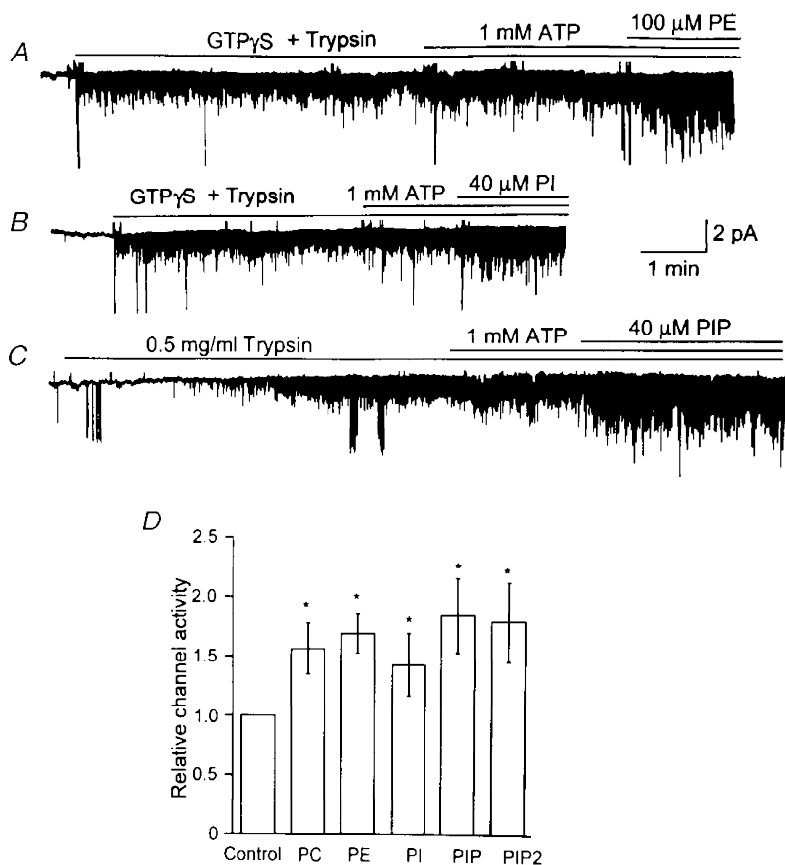 A
GTPγS + Trypsin
1 mM ATP
100 μM PE
B
GTPγS + Trypsin
1 mM ATP
40 μM PI
2 pA
1 min
C
0.5 mg/ml Trypsin
1 mM ATP
40 μM PIP
D
Relative channel activity
2.5
2.0
1.5
1.0
0.5
0
* * * * *
Control PC PE PI PIP PIP2